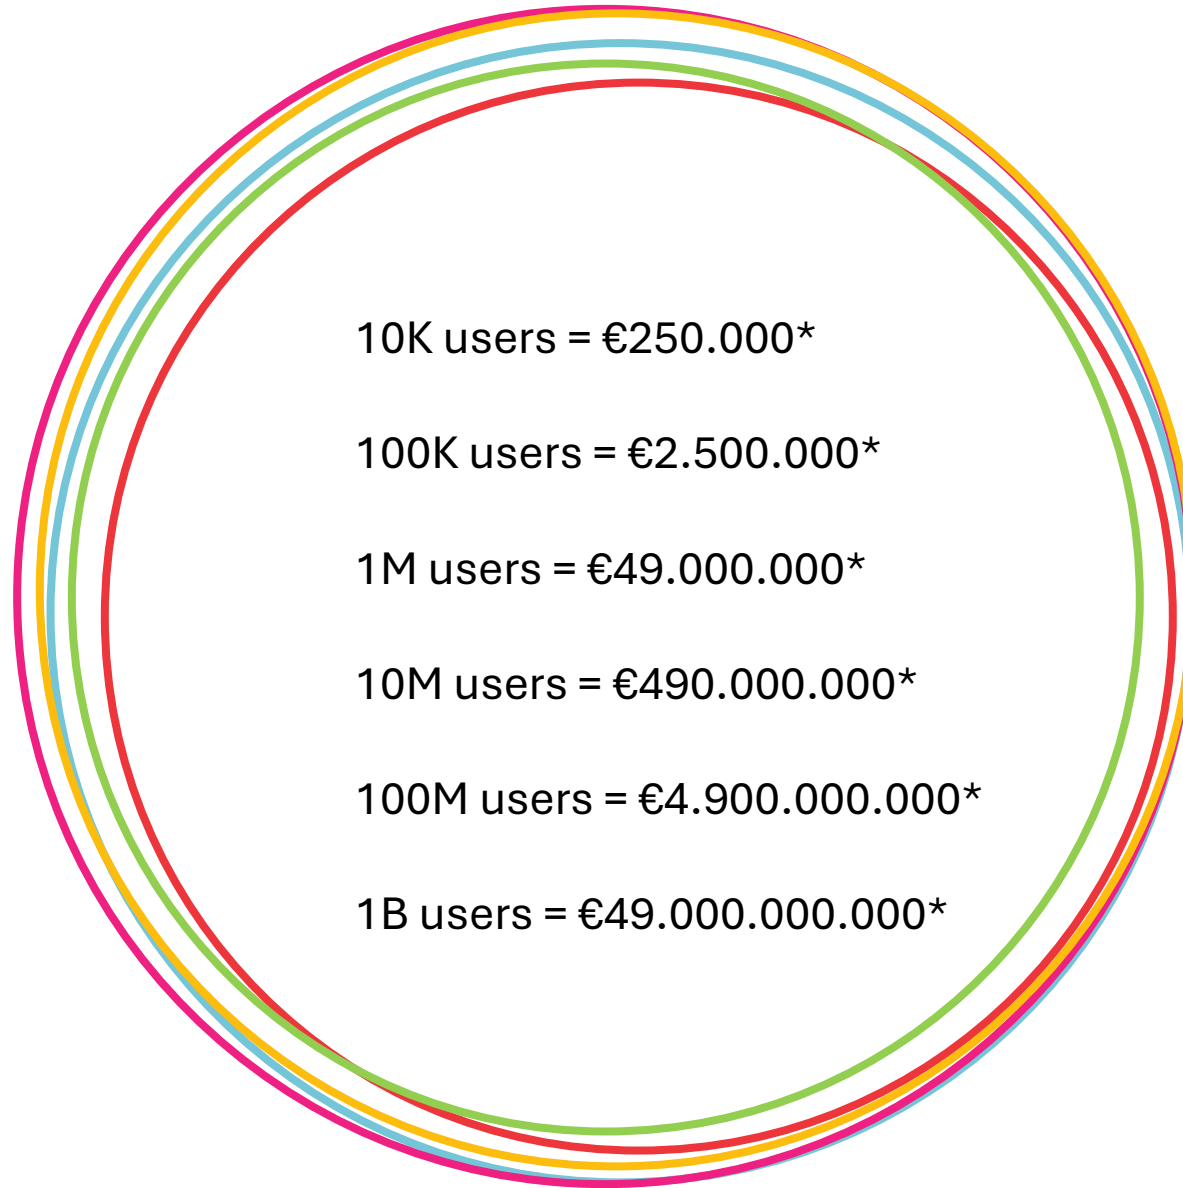 10K users = €250.000*
100K users = €2.500.000*
1M users = €49.000.000*
10M users = €490.000.000*
100M users = €4.900.000.000*
1B users = €49.000.000.000*